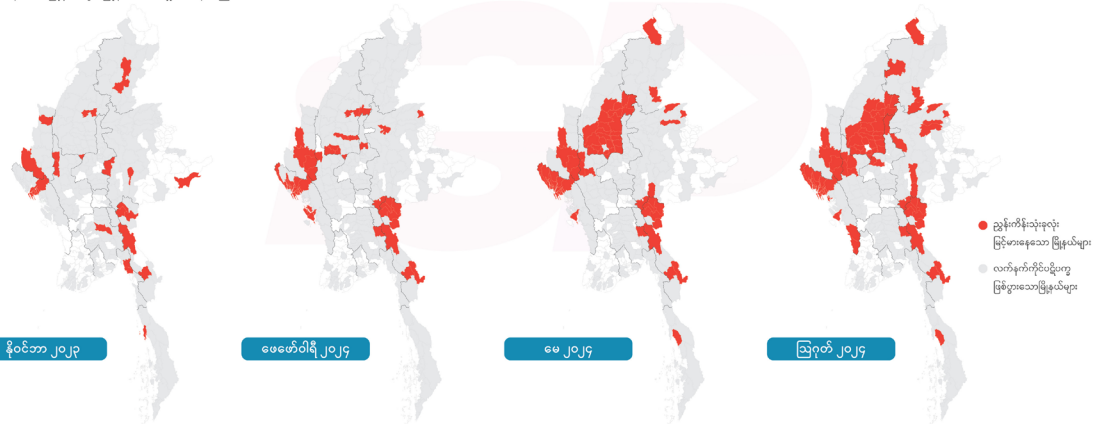 ညွှန်းကိန်းသုံးခုလုံး
မြင့်မားနေသော မြို့နယ်များ
လက်နက်ကိုင်ပဋိပက္ခ
ဖြစ်ပွားသောမြို့နယ်များ
နိုဝင်ဘာ ၂၀၂၃
ဖေဖော်ဝါရီ ၂၀၂၄
မေ ၂၀၂၄
ဩဂုတ် ၂၀၂၄